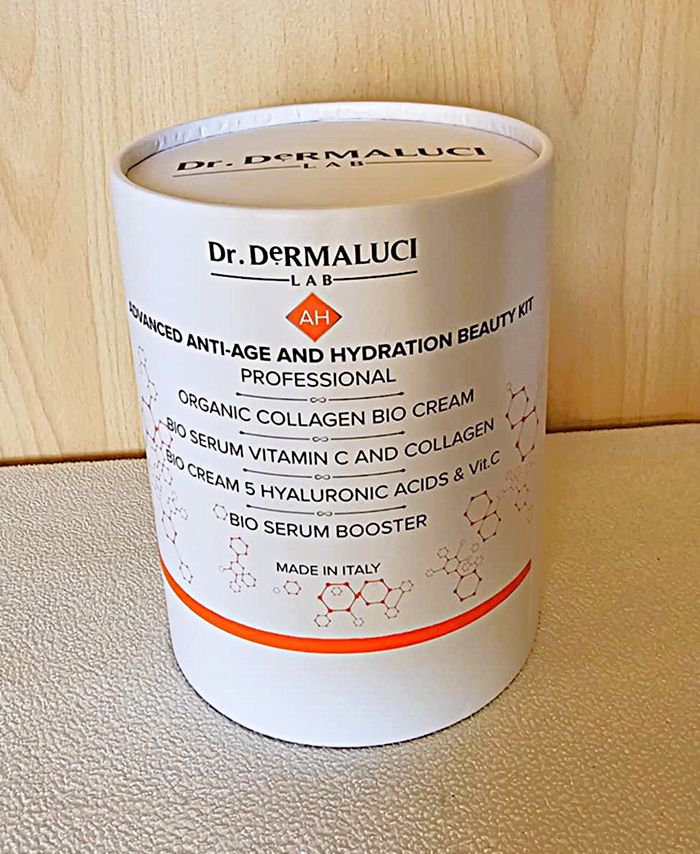 Dr. DeRMALUCI
LAB
Dr. DeRMALUCI
LAB
AH
ADVANCED ANTI-AGE AND HYDRATION BEAUTY KIT
PROFESSIONAL
ORGANIC COLLAGEN BIO CREAM
BIO SERUM VITAMIN C AND COLLAGEN
BIO CREAM 5 HYALURONIC ACIDS & Vit.C
BIO SERUM BOOSTER
MADE IN ITALY